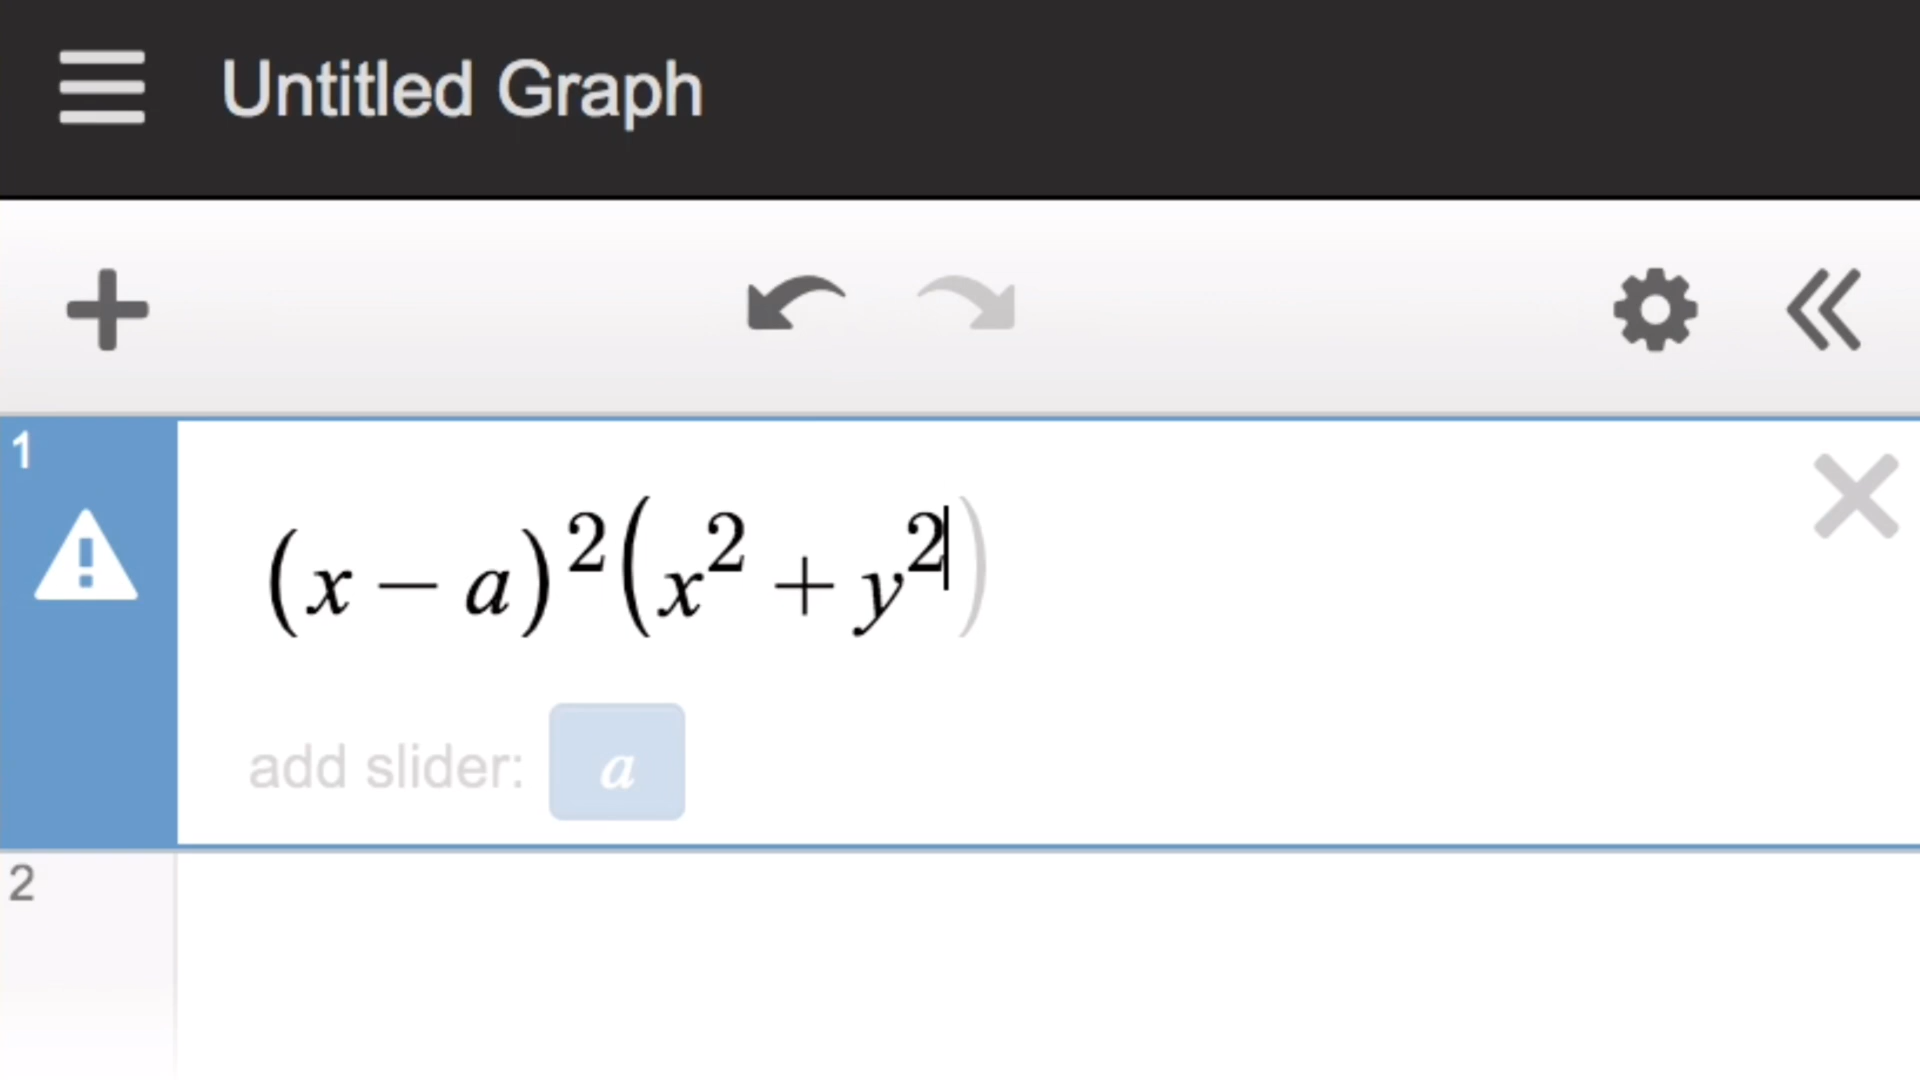 Untitled Graph
1
(x − a)²(x² + y²)
add slider: a
2